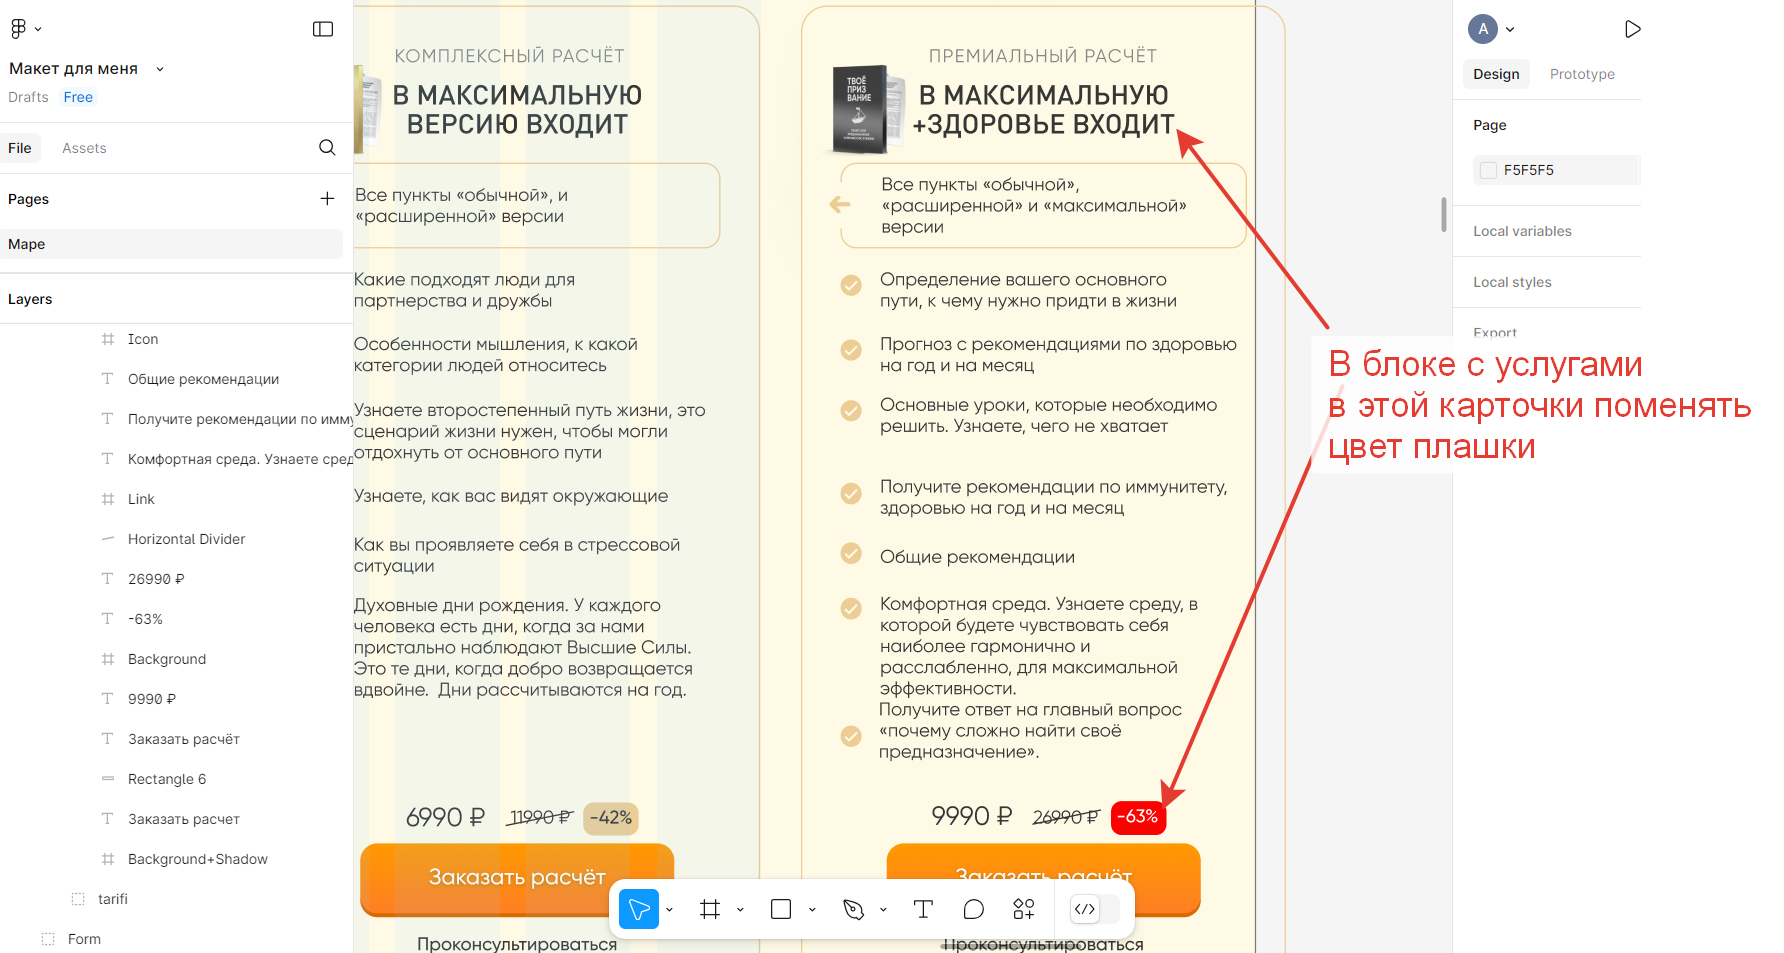 Макет для меня
Drafts
Free
File
Assets
Pages
Mape
Layers
Icon
Общие рекомендации
Получите рекомендации по имму
Комфортная среда. Узнаете сред
Link
Horizontal Divider
26990 ₽
-63%
Background
9990 ₽
Заказать расчёт
Rectangle 6
Заказать расчет
Background+Shadow
tarifi
Form
КОМПЛЕКСНЫЙ РАСЧЁТ
В МАКСИМАЛЬНУЮ
ВЕРСИЮ ВХОДИТ
Все пункты «обычной», и
«расширенной» версии
Какие подходят люди для
партнерства и дружбы
Особенности мышления, к какой
категории людей относитесь
Узнаете второстепенный путь жизни, это
сценарий жизни нужен, чтобы могли
отдохнуть от основного пути
Узнаете, как вас видят окружающие
Как вы проявляете себя в стрессовой
ситуации
Духовные дни рождения. У каждого
человека есть дни, когда за нами
пристально наблюдают Высшие Силы.
Это те дни, когда добро возвращается
вдвойне.  Дни рассчитываются на год.
6990 ₽
11990 ₽
-42%
Заказать расчёт
Проконсультироваться
ПРЕМИАЛЬНЫЙ РАСЧЁТ
ТВОЁ
ПРИЗ
ВАНИЕ
В МАКСИМАЛЬНУЮ
+ЗДОРОВЬЕ ВХОДИТ
Все пункты «обычной»,
«расширенной» и «максимальной»
версии
Определение вашего основного
пути, к чему нужно придти в жизни
Прогноз с рекомендациями по здоровью
на год и на месяц
Основные уроки, которые необходимо
решить. Узнаете, чего не хватает
Получите рекомендации по иммунитету,
здоровью на год и на месяц
Общие рекомендации
Комфортная среда. Узнаете среду, в
которой будете чувствовать себя
наиболее гармонично и
расслабленно, для максимальной
эффективности.
Получите ответ на главный вопрос
«почему сложно найти своё
предназначение».
9990 ₽
26990 ₽
-63%
Заказать расчёт
Проконсультироваться
A
Design
Prototype
Page
F5F5F5
Local variables
Local styles
Export
В блоке с услугами
в этой карточки поменять
цвет плашки